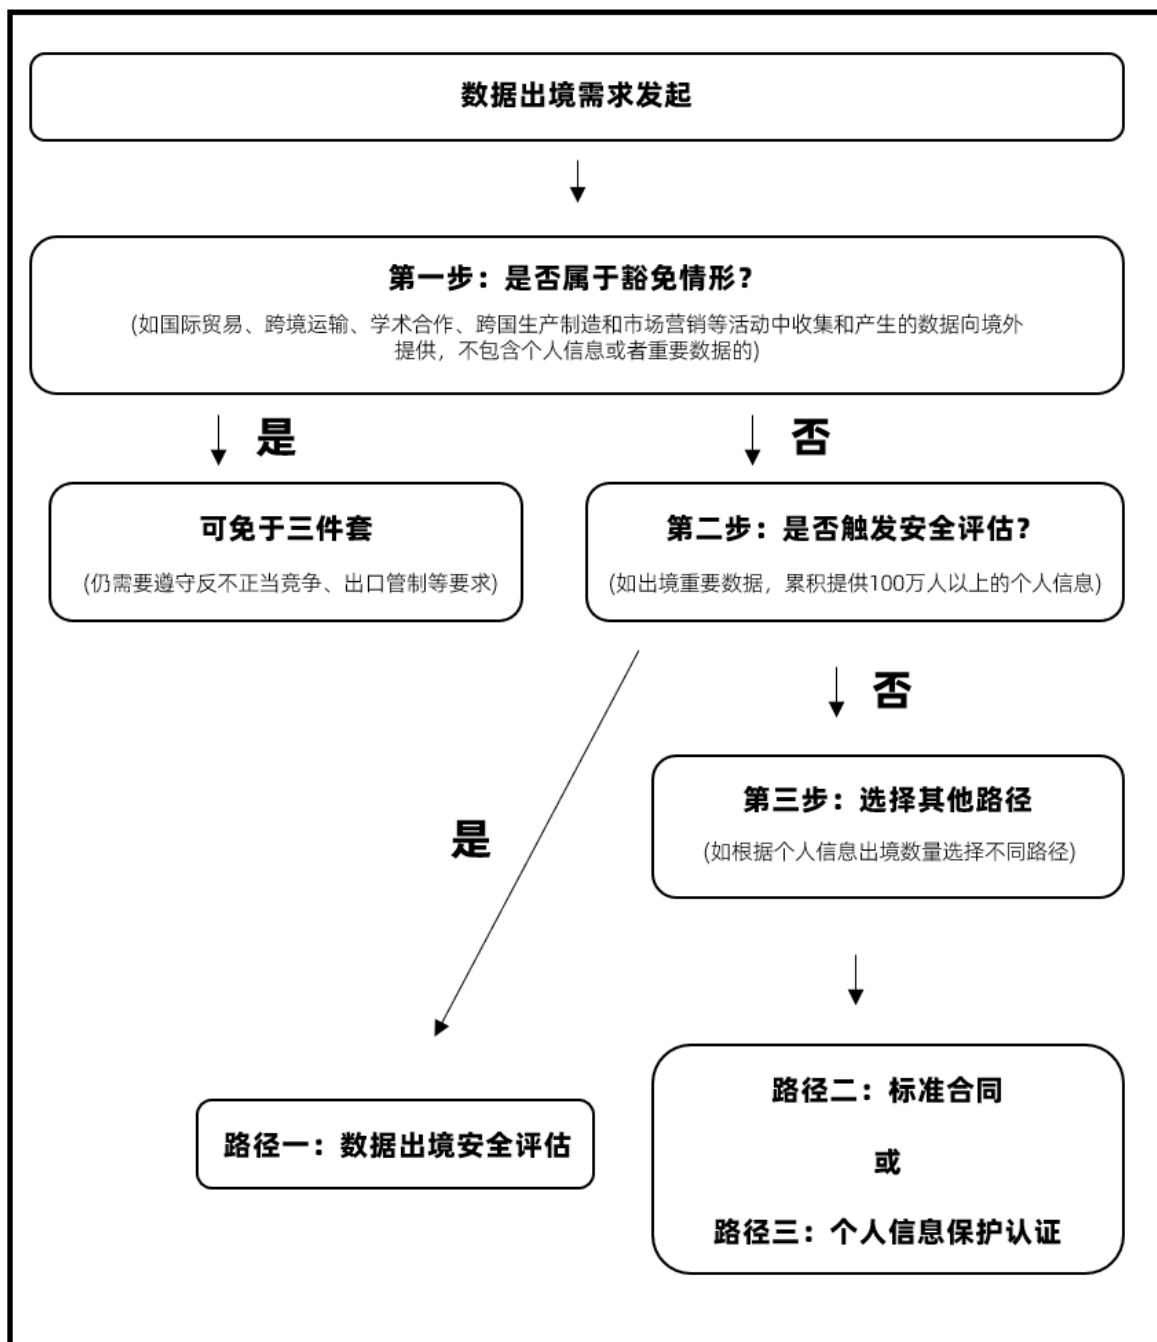 数据出境需求发起
第一步：是否属于豁免情形？
(如国际贸易、跨境运输、学术合作、跨国生产制造和市场营销等活动中收集和产生的数据向境外
提供，不包含个人信息或者重要数据的)
是
否
可免于三件套
(仍需要遵守反不正当竞争、出口管制等要求)
第二步：是否触发安全评估？
(如出境重要数据，累积提供100万人以上的个人信息)
否
第三步：选择其他路径
(如根据个人信息出境数量选择不同路径)
是
路径一：数据出境安全评估
路径二：标准合同
或
路径三：个人信息保护认证